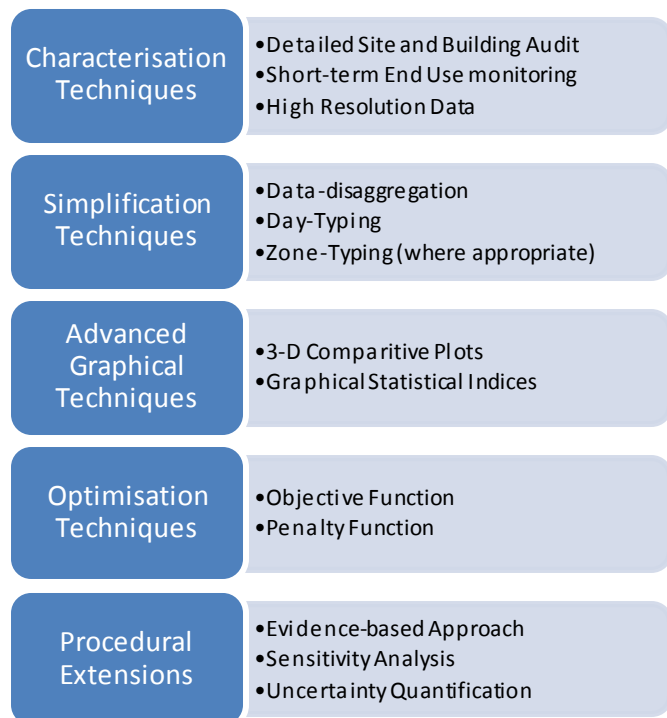 Characterisation
Techniques
•Detailed Site and Building Audit
•Short-term End Use monitoring
•High Resolution Data
Simplification
Techniques
•Data-disaggregation
•Day-Typing
•Zone-Typing (where appropriate)
Advanced
Graphical
Techniques
•3-D Comparitive Plots
•Graphical Statistical Indices
Optimisation
Techniques
•Objective Function
•Penalty Function
Procedural
Extensions
•Evidence-based Approach
•Sensitivity Analysis
•Uncertainty Quantification